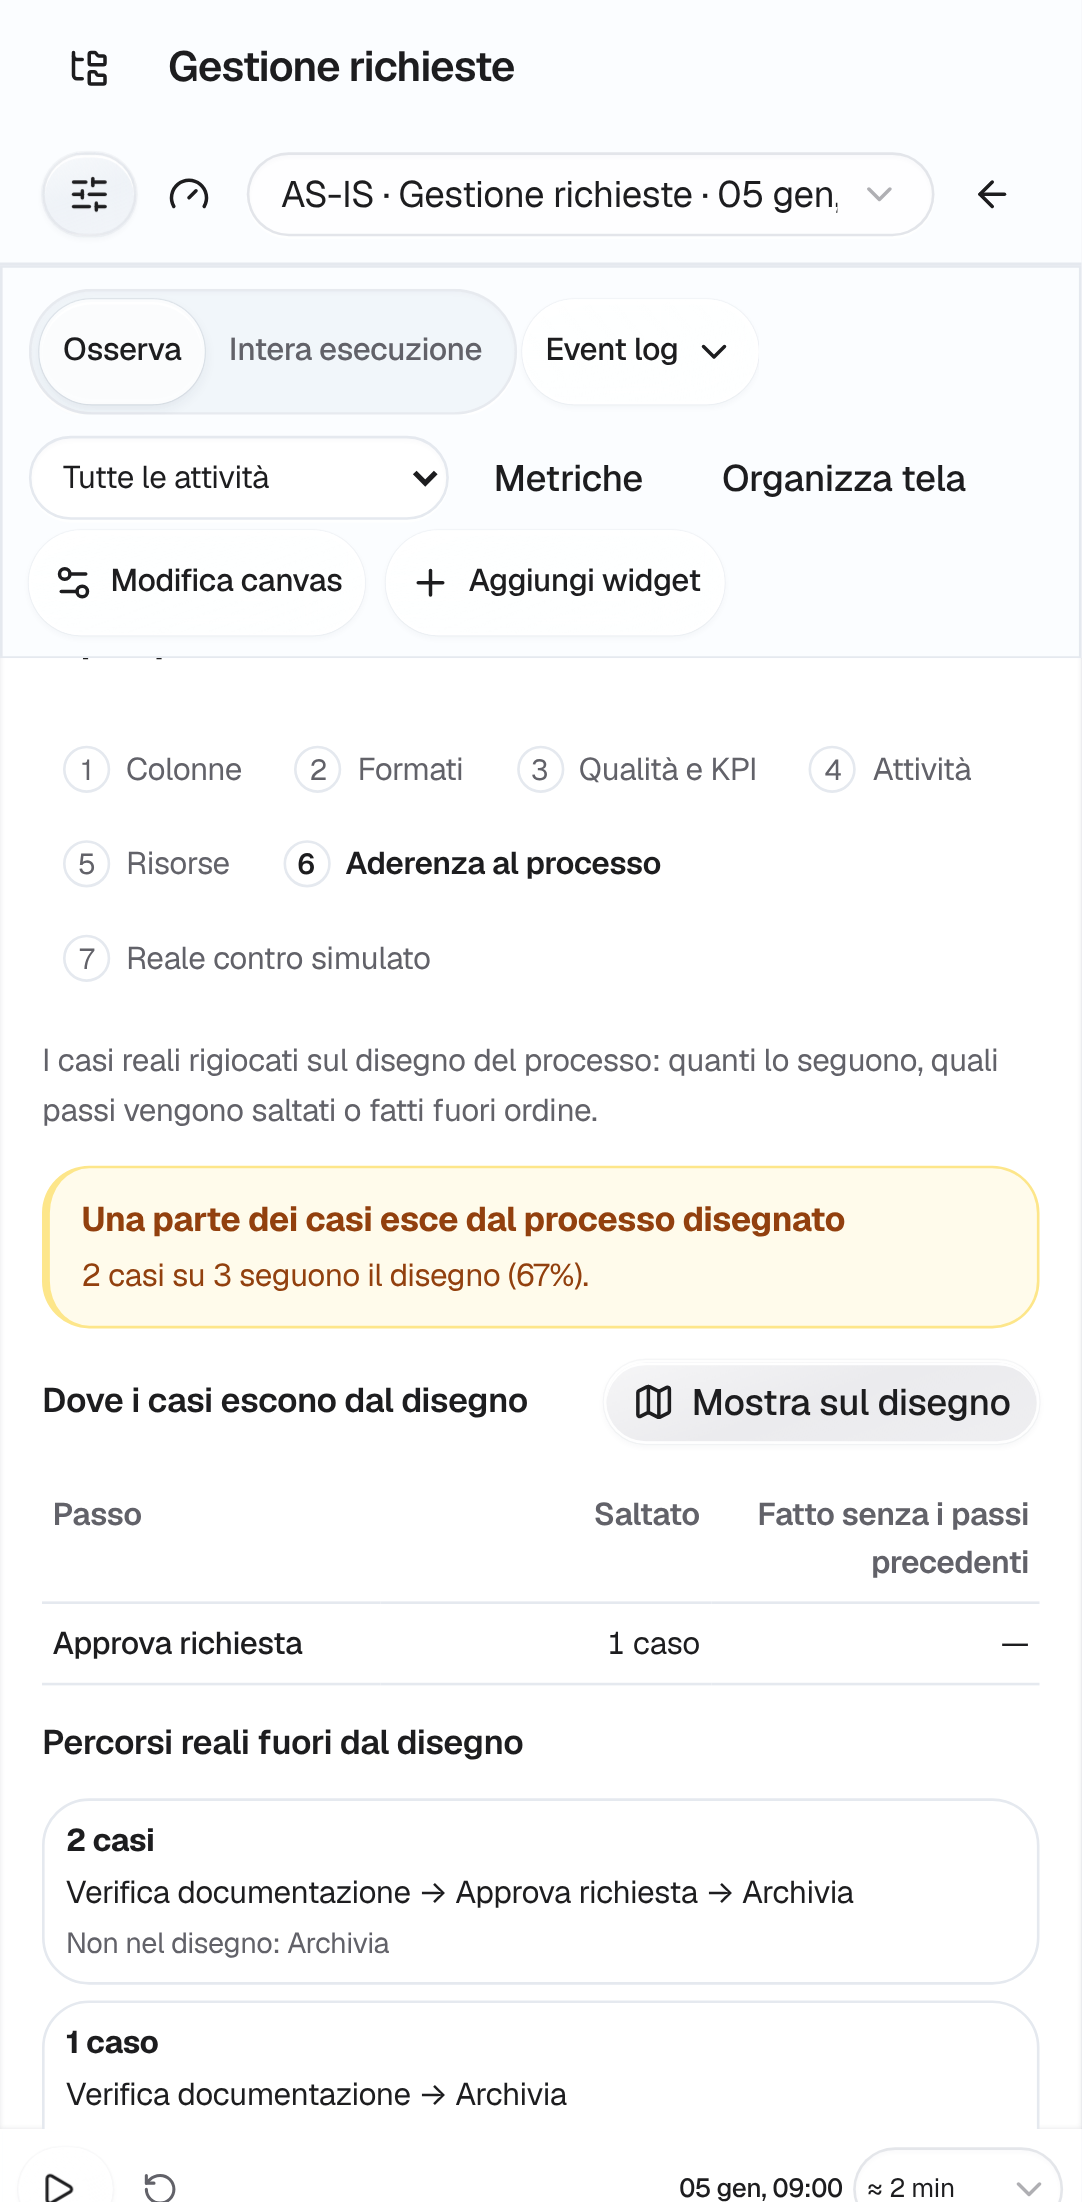 Gestione richieste
AS-IS · Gestione richieste · 05 gen,
Osserva
Intera esecuzione
Event log
Tutte le attività
Metriche
Organizza tela
Modifica canvas
Aggiungi widget
1 Colonne
2 Formati
3 Qualità e KPI
4 Attività
5 Risorse
6 Aderenza al processo
7 Reale contro simulato
I casi reali rigiocati sul disegno del processo: quanti lo seguono, quali
passi vengono saltati o fatti fuori ordine.
Una parte dei casi esce dal processo disegnato
2 casi su 3 seguono il disegno (67%).
Dove i casi escono dal disegno
Mostra sul disegno
Passo
Saltato
Fatto senza i passi
precedenti
Approva richiesta
1 caso
—
Percorsi reali fuori dal disegno
2 casi
Verifica documentazione → Approva richiesta → Archivia
Non nel disegno: Archivia
1 caso
Verifica documentazione → Archivia
05 gen, 09:00
≈ 2 min